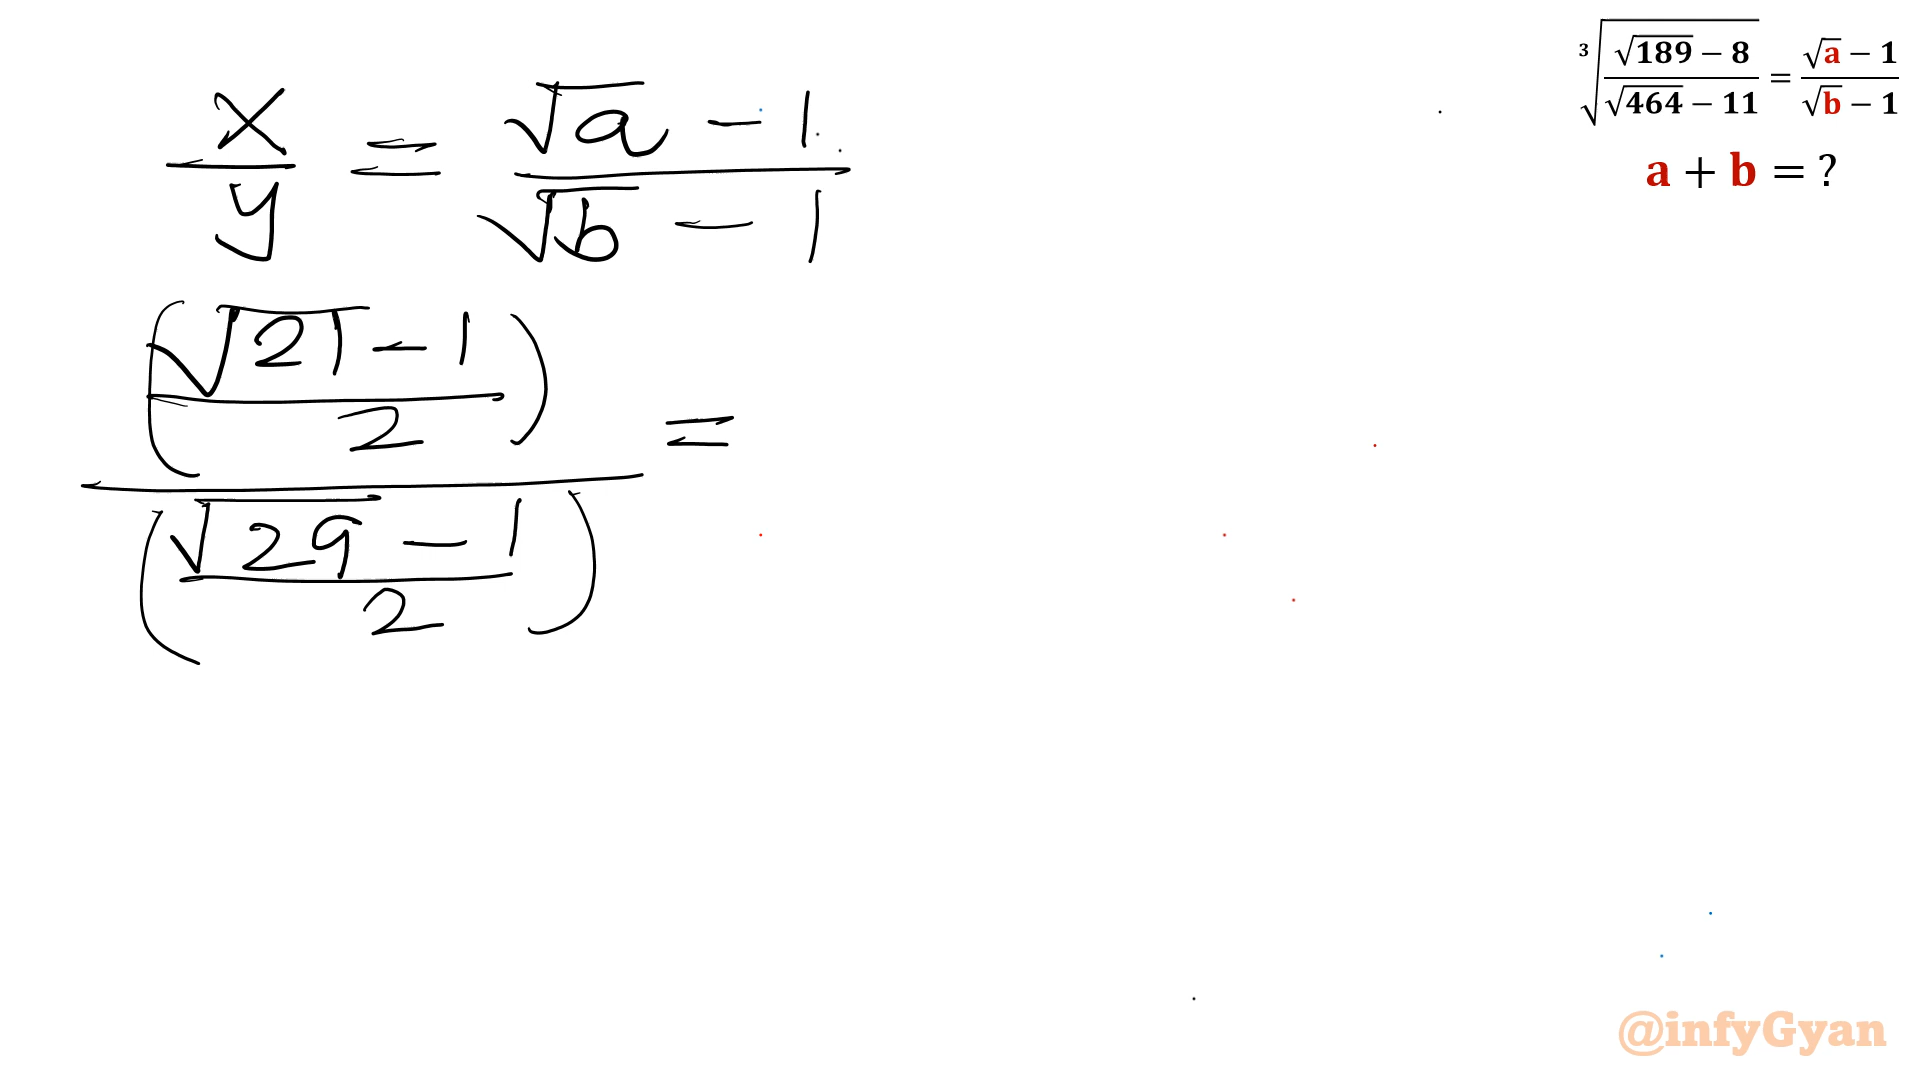 x/y = (√a − 1)/(√b − 1)
((√21 − 1)/2)/((√29 − 1)/2) =
∛((√189 − 8)/(√464 − 11)) = (√a − 1)/(√b − 1)
a + b = ?
@infyGyan